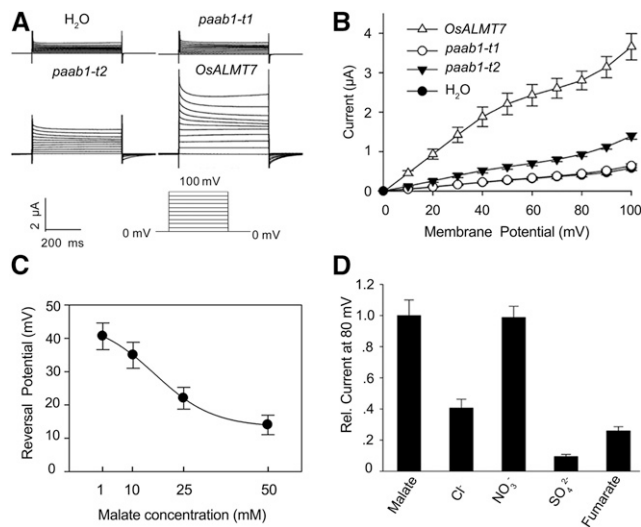 A
H2O
paab1-t1
paab1-t2
OsALMT7
2 µA
200 ms
100 mV
0 mV
0 mV
B
OsALMT7
paab1-t1
paab1-t2
H2O
Current (µA)
4
3
2
1
0
0 20 40 60 80 100
Membrane Potential (mV)
C
Reversal Potential (mV)
50
40
30
20
10
0
1 10 25 50
Malate concentration (mM)
D
Rel. Current at 80 mV
1.2
1.0
.8
.6
.4
.2
.0
Malate
Cl-
NO3-
SO42-
Fumarate